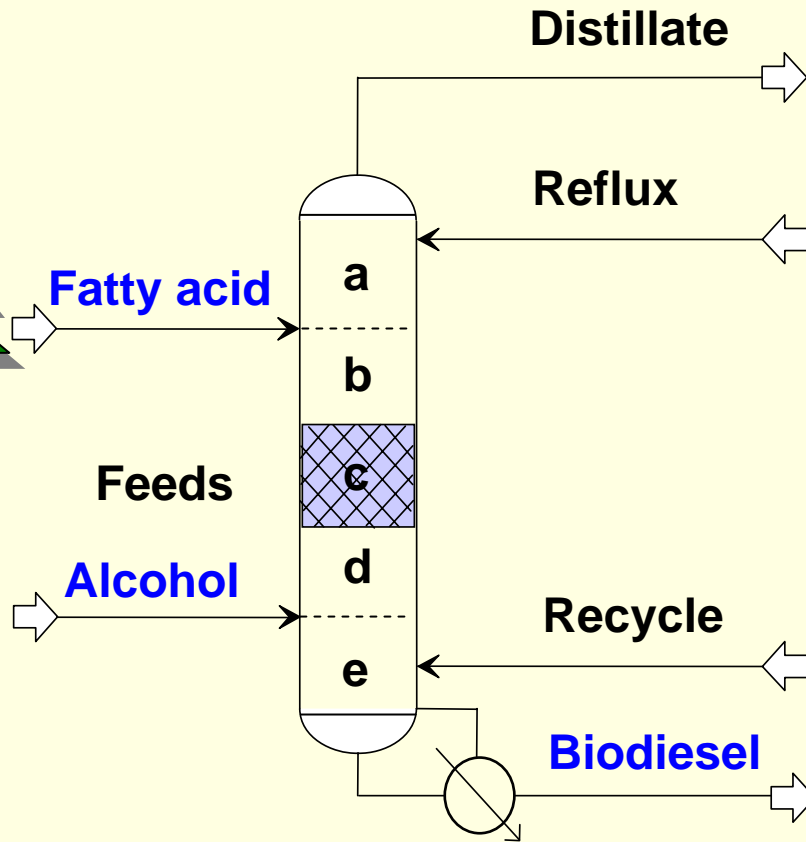 Distillate
Reflux
a
Fatty acid
b
c
Feeds
d
Alcohol
Recycle
e
Biodiesel